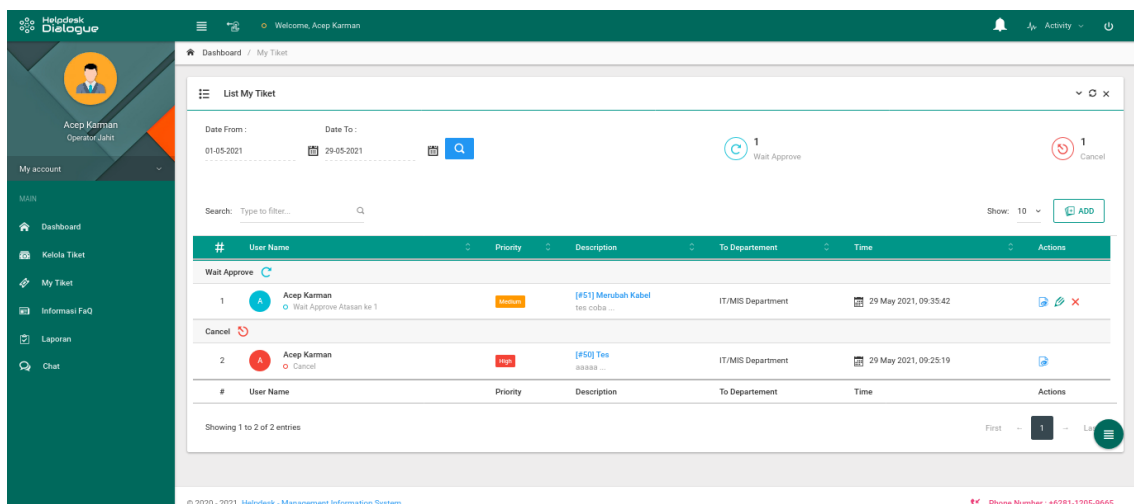 Helpdesk
Dialogue
Welcome, Acep Karman
Activity
Dashboard / My Tiket
Acep Karman
Operator Jahit
My account
MAIN
Dashboard
Kelola Tiket
My Tiket
Informasi FaQ
Laporan
Chat
List My Tiket
Date From :
Date To :
01-05-2021
29-05-2021
1
Wait Approve
1
Cancel
Search: Type to filter...
Show: 10
ADD
# User Name Priority Description To Departement Time Actions
Wait Approve
1 A Acep Karman Medium [#51] Merubah Kabel IT/MIS Department 29 May 2021, 09:35:42
Wait Approve Atasan ke 1 tes coba ...
Cancel
2 A Acep Karman High [#50] Tes IT/MIS Department 29 May 2021, 09:25:19
Cancel aaaaa ...
# User Name Priority Description To Departement Time Actions
Showing 1 to 2 of 2 entries
First ← 1 →
© 2020 - 2021. Helpdesk - Management Information System
Phone Number : +6281-1205-9665